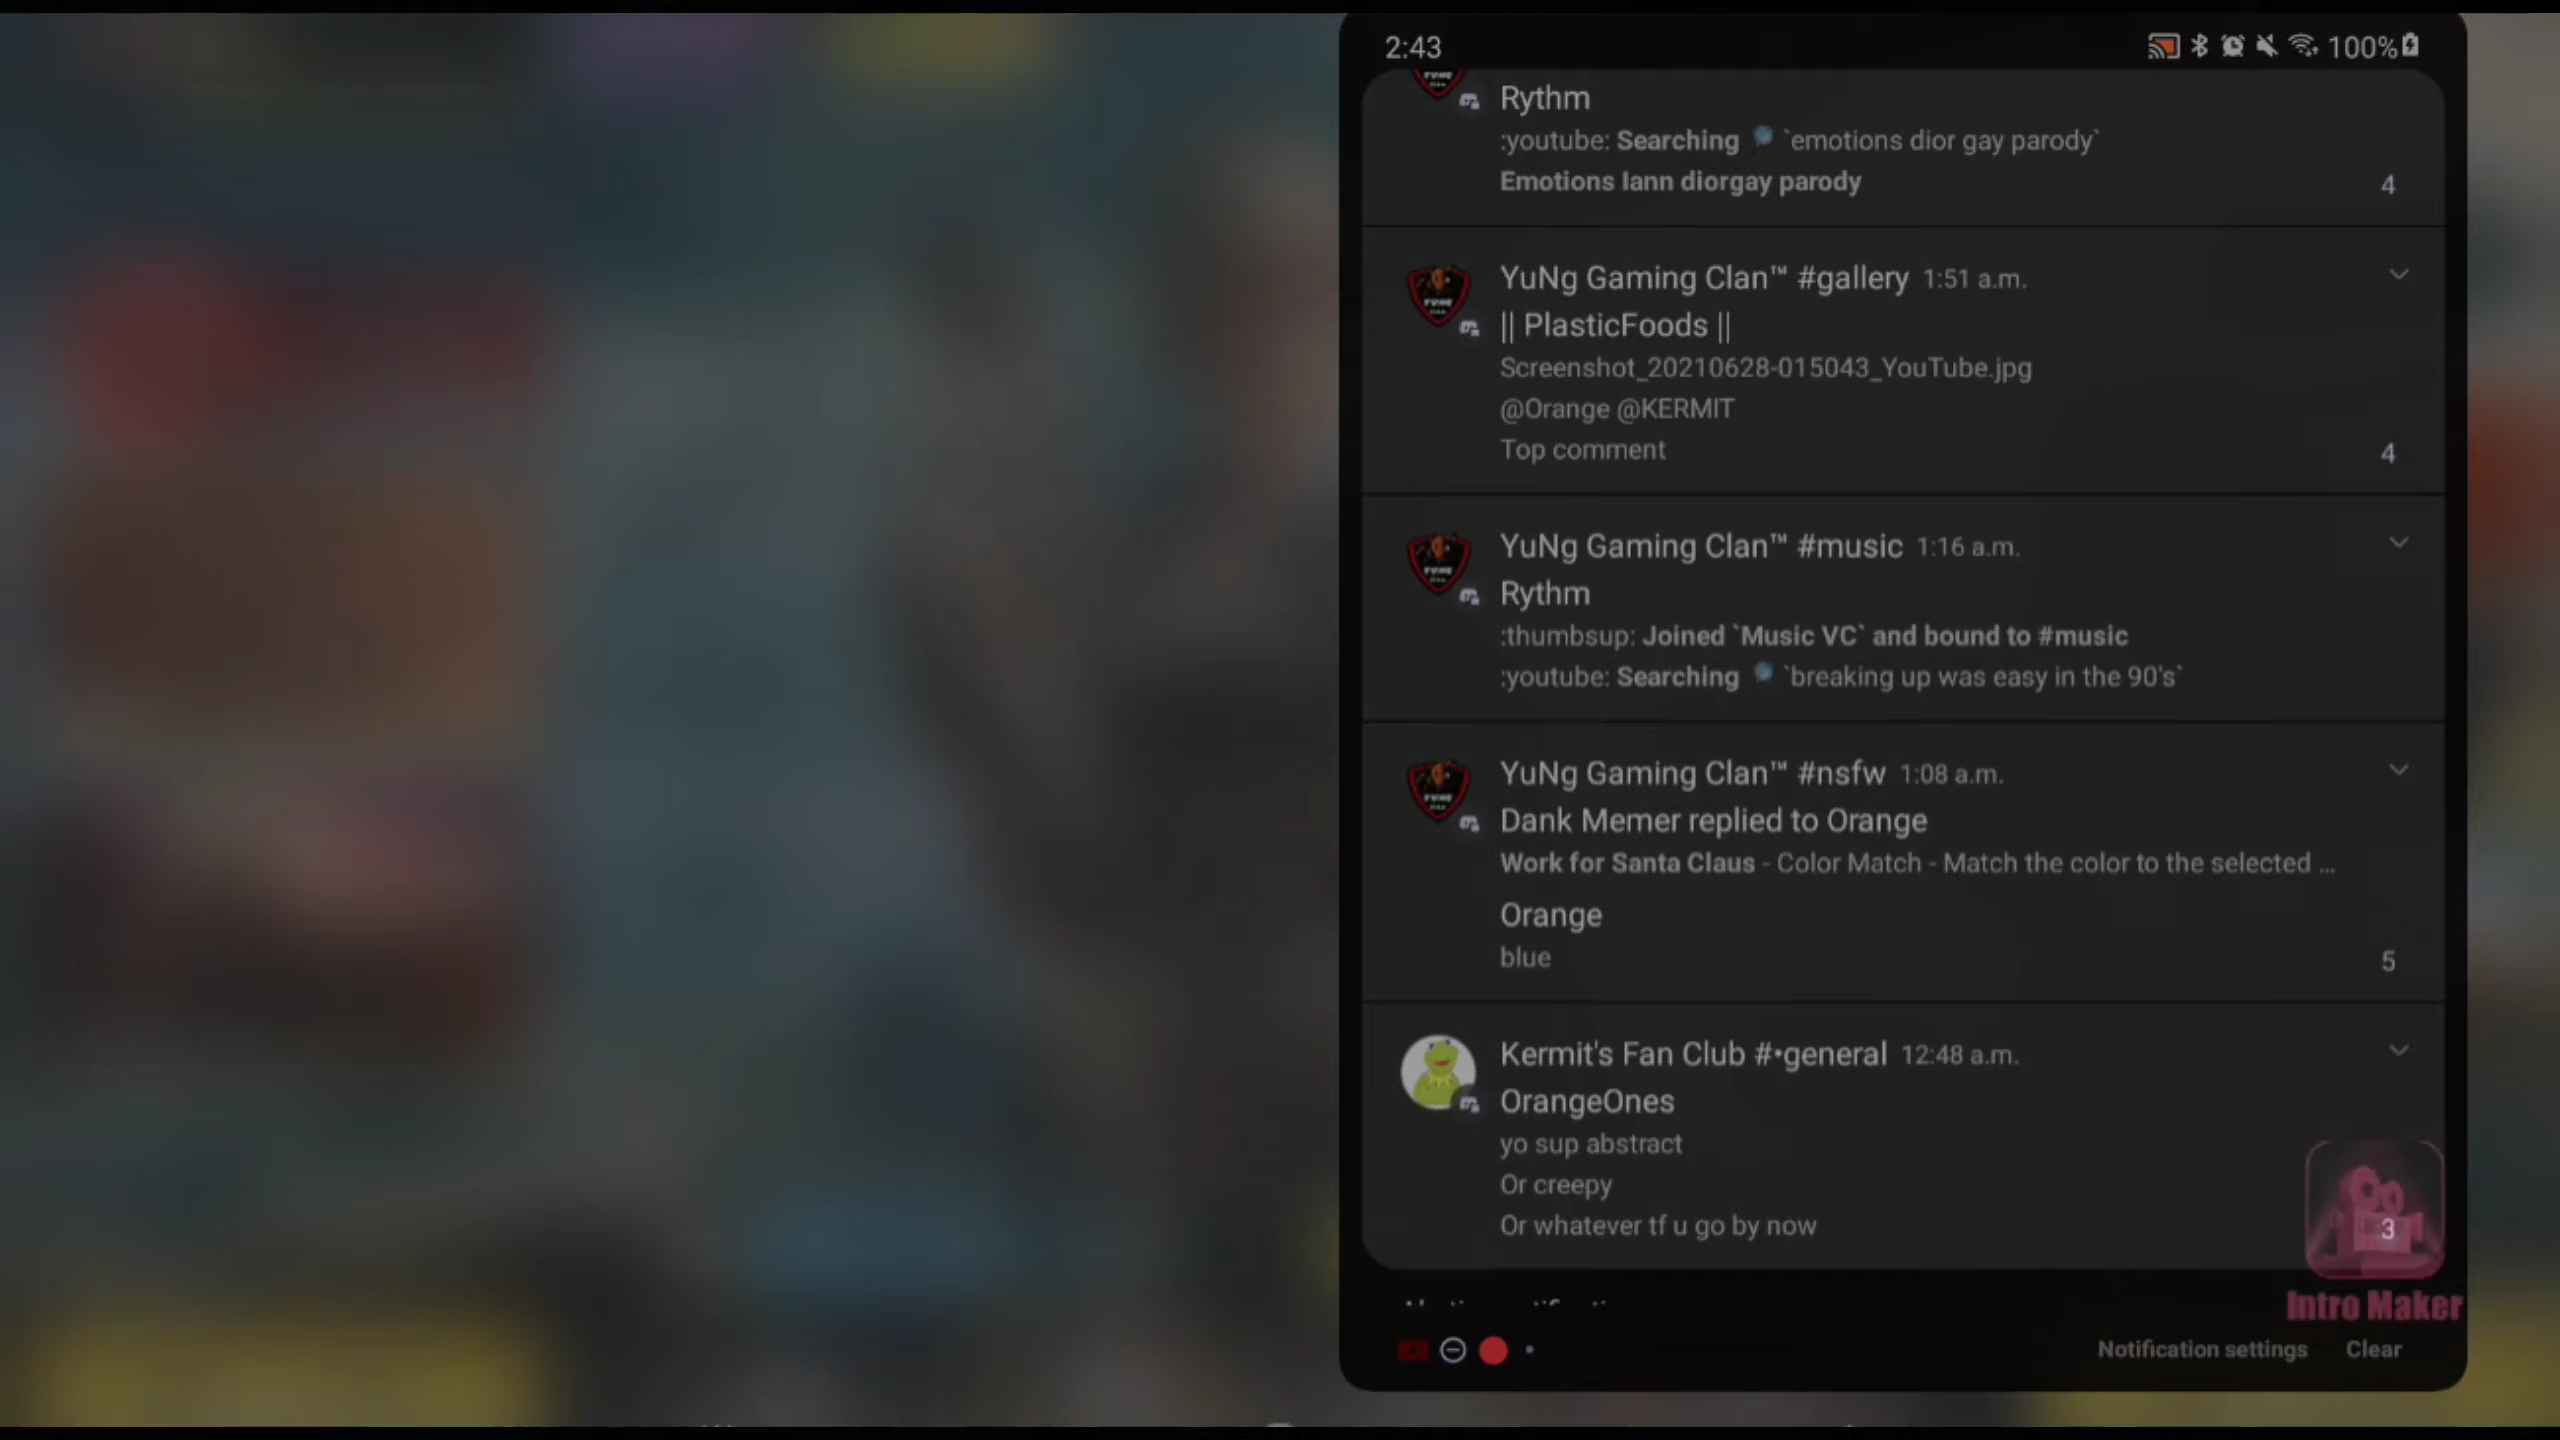 2:43
100%
Rythm
:youtube: Searching `emotions dior gay parody`
Emotions Iann diorgay parody
4
YuNg Gaming Clan™ #gallery 1:51 a.m.
|| PlasticFoods ||
Screenshot_20210628-015043_YouTube.jpg
@Orange @KERMIT
Top comment
4
YuNg Gaming Clan™ #music 1:16 a.m.
Rythm
:thumbsup: Joined `Music VC` and bound to #music
:youtube: Searching `breaking up was easy in the 90's`
YuNg Gaming Clan™ #nsfw 1:08 a.m.
Dank Memer replied to Orange
Work for Santa Claus - Color Match - Match the color to the selected ...
Orange
blue
5
Kermit's Fan Club #•general 12:48 a.m.
OrangeOnes
yo sup abstract
Or creepy
Or whatever tf u go by now
3
Intro Maker
Notification settings Clear